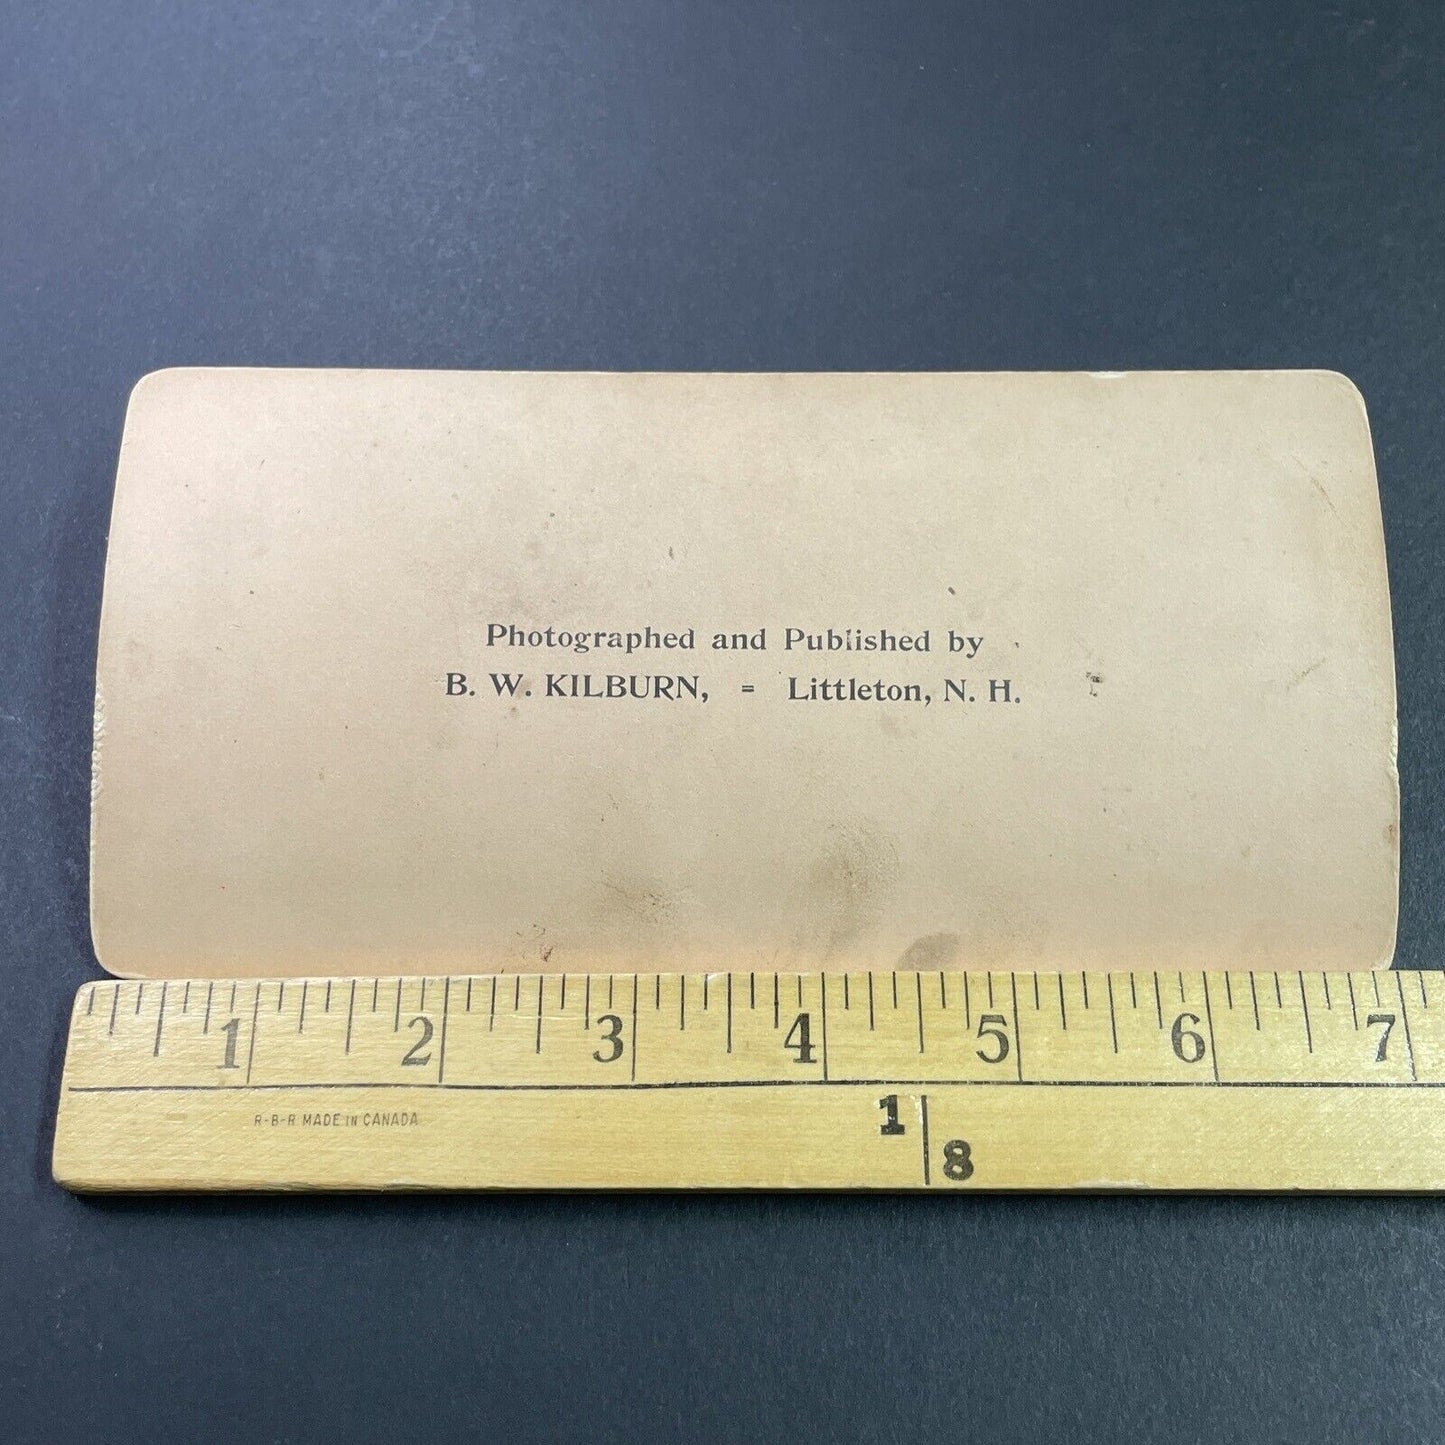 Photographed and Published by
B. W. KILBURN, = Littleton, N. H.
1 2 3 4 5 6 7
R-B-R MADE IN CANADA
1
8